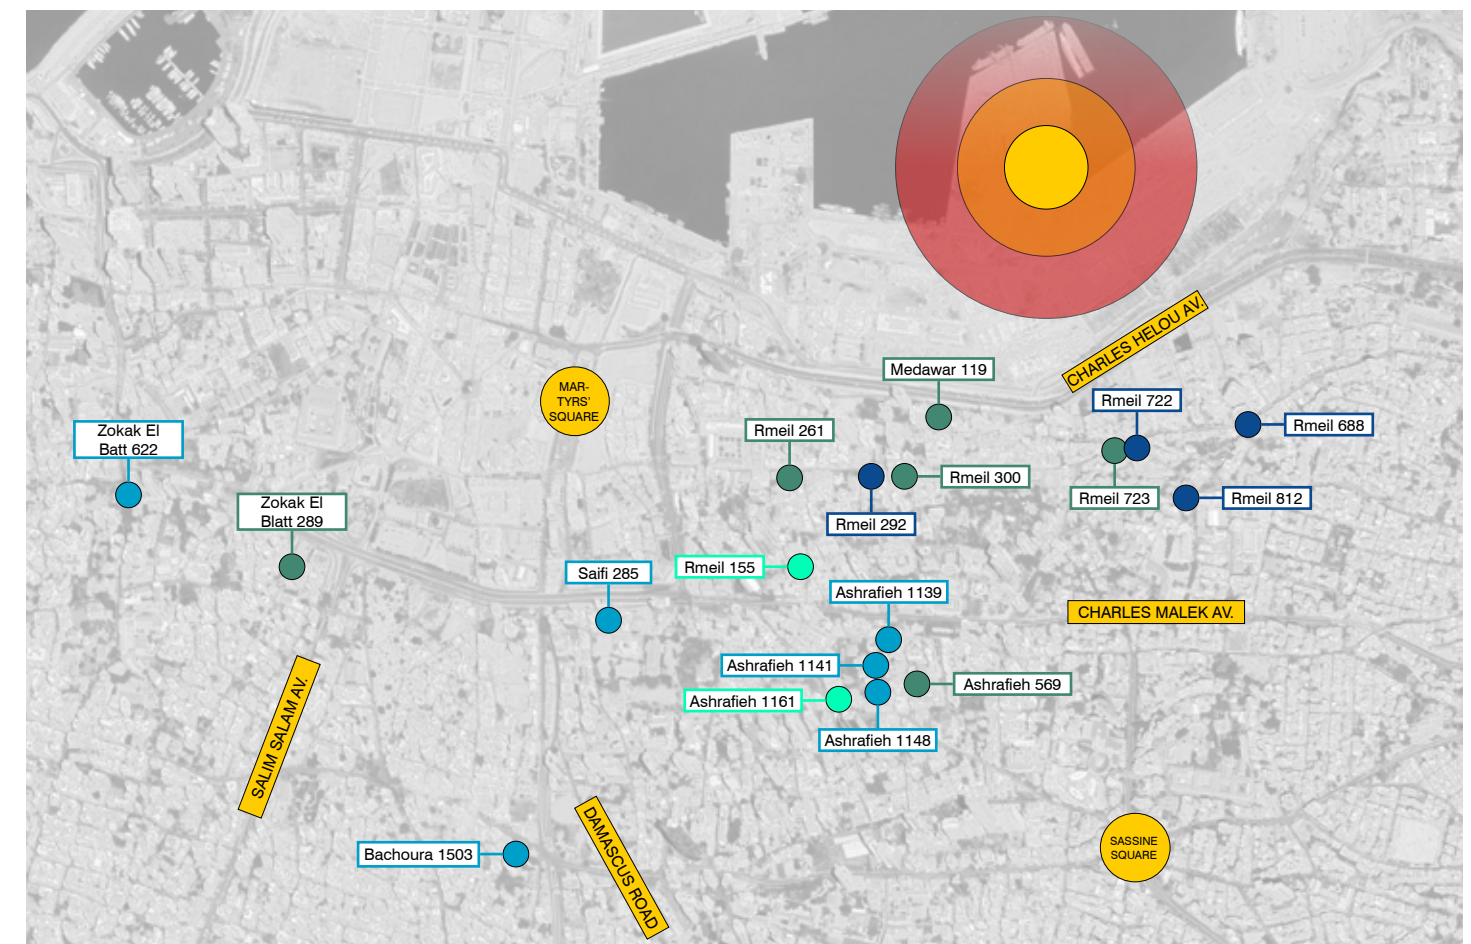 CHARLES HELOU AV.
Medawar 119
MAR-
TYRS'
SQUARE
Rmeil 722
Rmeil 688
Zokak El
Batt 622
Rmeil 261
Rmeil 300
Rmeil 723
Rmeil 812
Zokak El
Blatt 289
Rmeil 292
Saifi 285
Rmeil 155
Ashrafieh 1139
CHARLES MALEK AV.
Ashrafieh 1141
Ashrafieh 569
Ashrafieh 1161
Ashrafieh 1148
SALIM SALAM AV.
DAMASCUS ROAD
SASSINE
SQUARE
Bachoura 1503